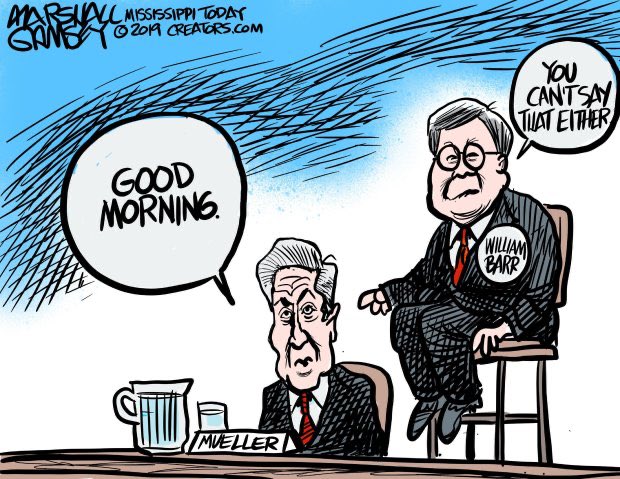 MARSHALL MISSISSIPPI TODAY
RAMSEY ©2019 CREATORS.COM
GOOD
MORNING.
YOU
CAN'T SAY
THAT EITHER
WILLIAM
BARR
MUELLER